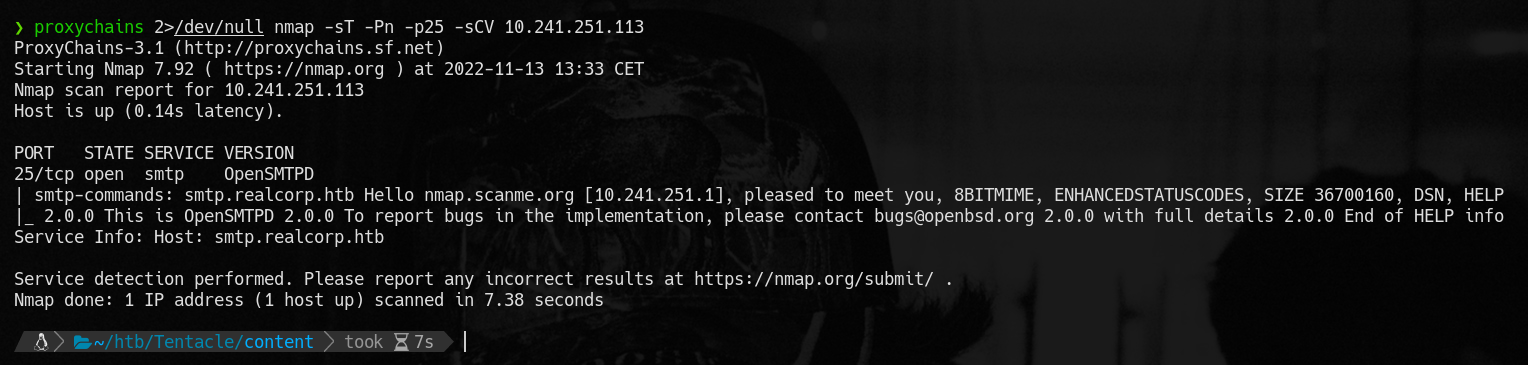 ❯ proxychains 2>/dev/null nmap -sT -Pn -p25 -sCV 10.241.251.113
ProxyChains-3.1 (http://proxychains.sf.net)
Starting Nmap 7.92 ( https://nmap.org ) at 2022-11-13 13:33 CET
Nmap scan report for 10.241.251.113
Host is up (0.14s latency).
PORT   STATE SERVICE VERSION
25/tcp open  smtp    OpenSMTPD
| smtp-commands: smtp.realcorp.htb Hello nmap.scanme.org [10.241.251.1], pleased to meet you, 8BITMIME, ENHANCEDSTATUSCODES, SIZE 36700160, DSN, HELP
|_ 2.0.0 This is OpenSMTPD 2.0.0 To report bugs in the implementation, please contact bugs@openbsd.org 2.0.0 with full details 2.0.0 End of HELP info
Service Info: Host: smtp.realcorp.htb
Service detection performed. Please report any incorrect results at https://nmap.org/submit/ .
Nmap done: 1 IP address (1 host up) scanned in 7.38 seconds
~/htb/Tentacle/content took 7s